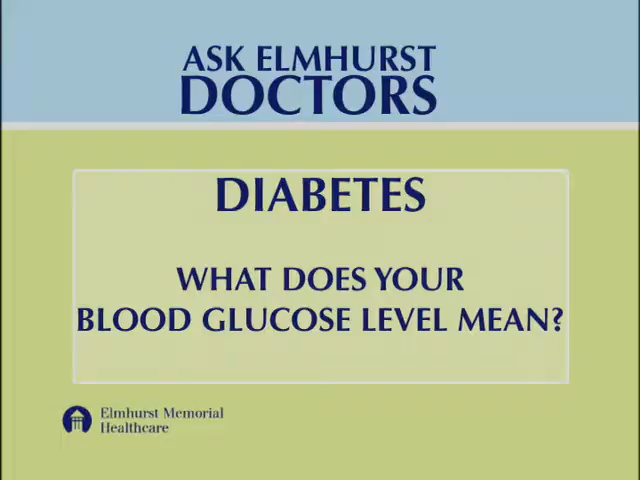 ASK ELMHURST
DOCTORS
DIABETES
WHAT DOES YOUR
BLOOD GLUCOSE LEVEL MEAN?
Elmhurst Memorial
Healthcare